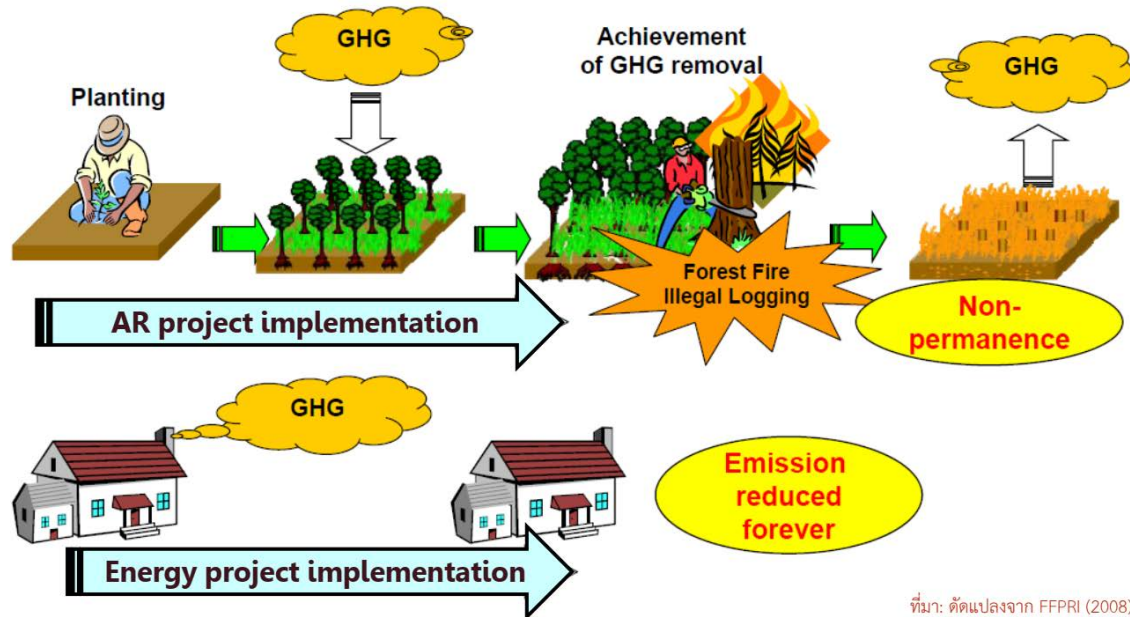 GHG
Achievement
of GHG removal
GHG
Planting
Forest Fire
Illegal Logging
AR project implementation
Non-
permanence
GHG
Emission
reduced
forever
Energy project implementation
ที่มา: ดัดแปลงจาก FFPRI (2008)